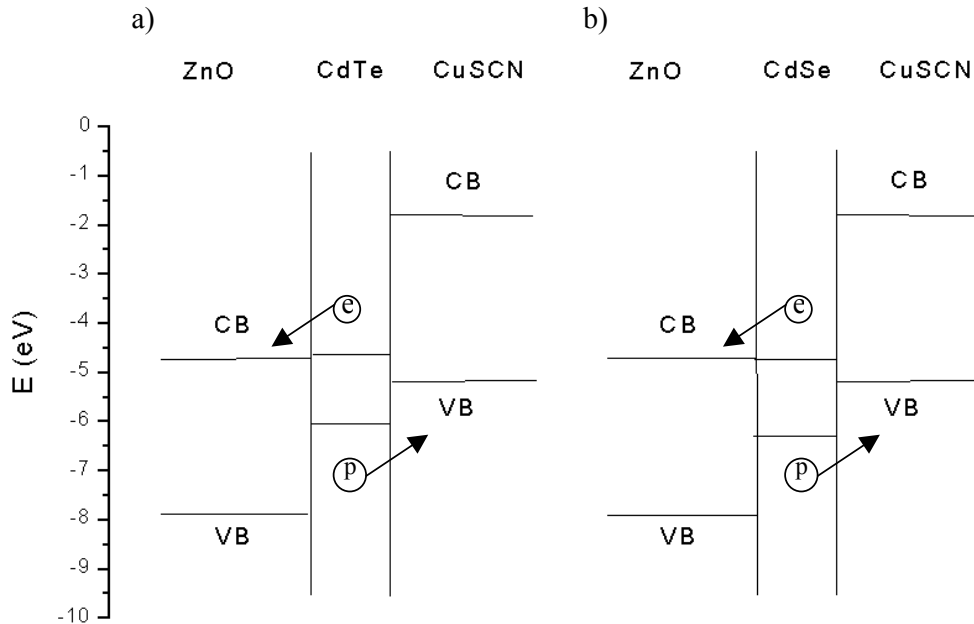 a)
b)
ZnO CdTe CuSCN
ZnO CdSe CuSCN
E (eV)
0
-1
-2
-3
-4
-5
-6
-7
-8
-9
-10
CB
CB
e
VB
p
VB
CB
CB
e
VB
p
VB